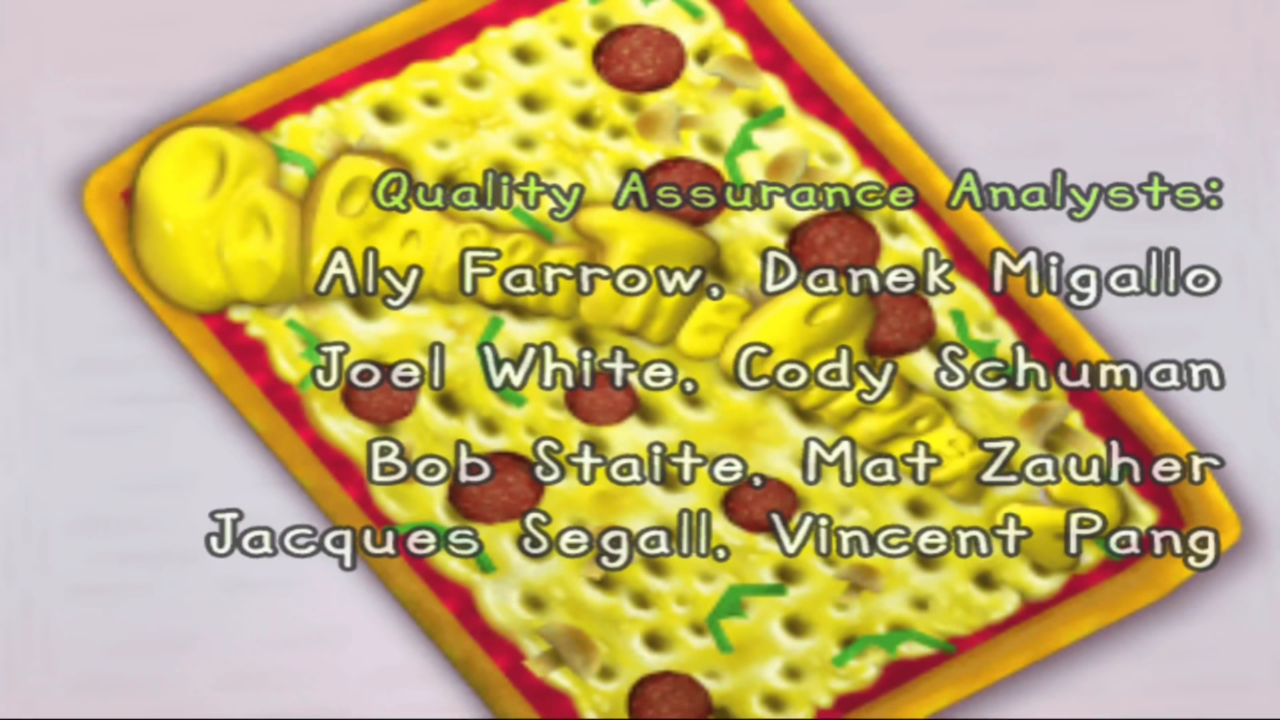 Quality Assurance Analysts:
Aly Farrow, Danek Migallo
Joel White, Cody Schuman
Bob Staite, Mat Zauher
Jacques Segall, Vincent Pang